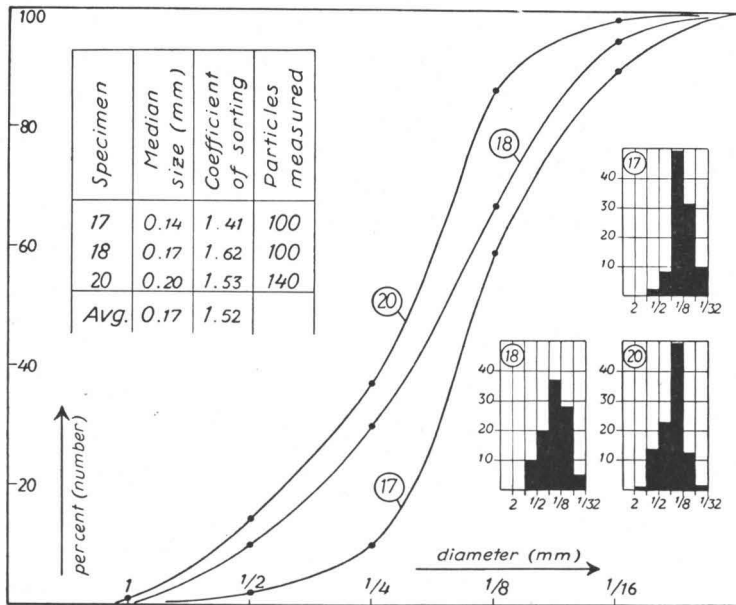 100
80
60
40
20
Specimen
Median
size (mm)
Coefficient
of sorting
Particles
measured
17 0.14 1.41 100
18 0.17 1.62 100
20 0.20 1.53 140
Avg. 0.17 1.52
percent (number)
diameter (mm)
1 1/2 1/4 1/8 1/16
20
18
17
17
40
30
20
10
2 1/2 1/8 1/32
18
40
30
20
10
2 1/2 1/8 1/32
20
40
30
20
10
2 1/2 1/8 1/32